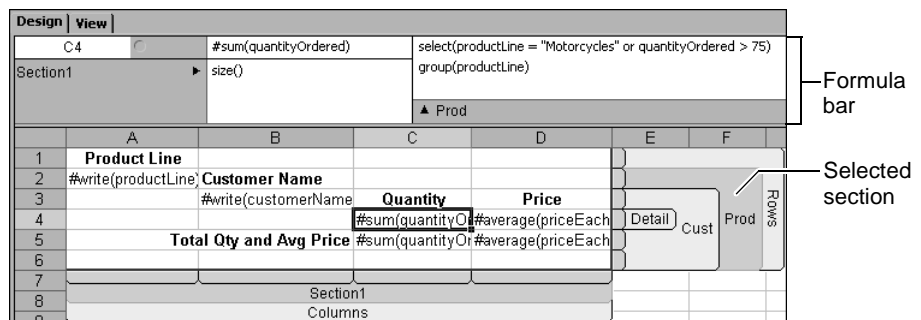 Design View
C4 #sum(quantityOrdered) select(productLine = "Motorcycles" or quantityOrdered > 75)
Section1 size() group(productLine)
▲ Prod
Formula bar
A B C D E F
1 Product Line
2 #write(productLine) Customer Name
3 #write(customerName Quantity Price
4 #sum(quantityOr #average(priceEach Detail Cust Prod Rows
5 Total Qty and Avg Price #sum(quantityOr #average(priceEach
6
7
8 Section1
9 Columns
Selected section